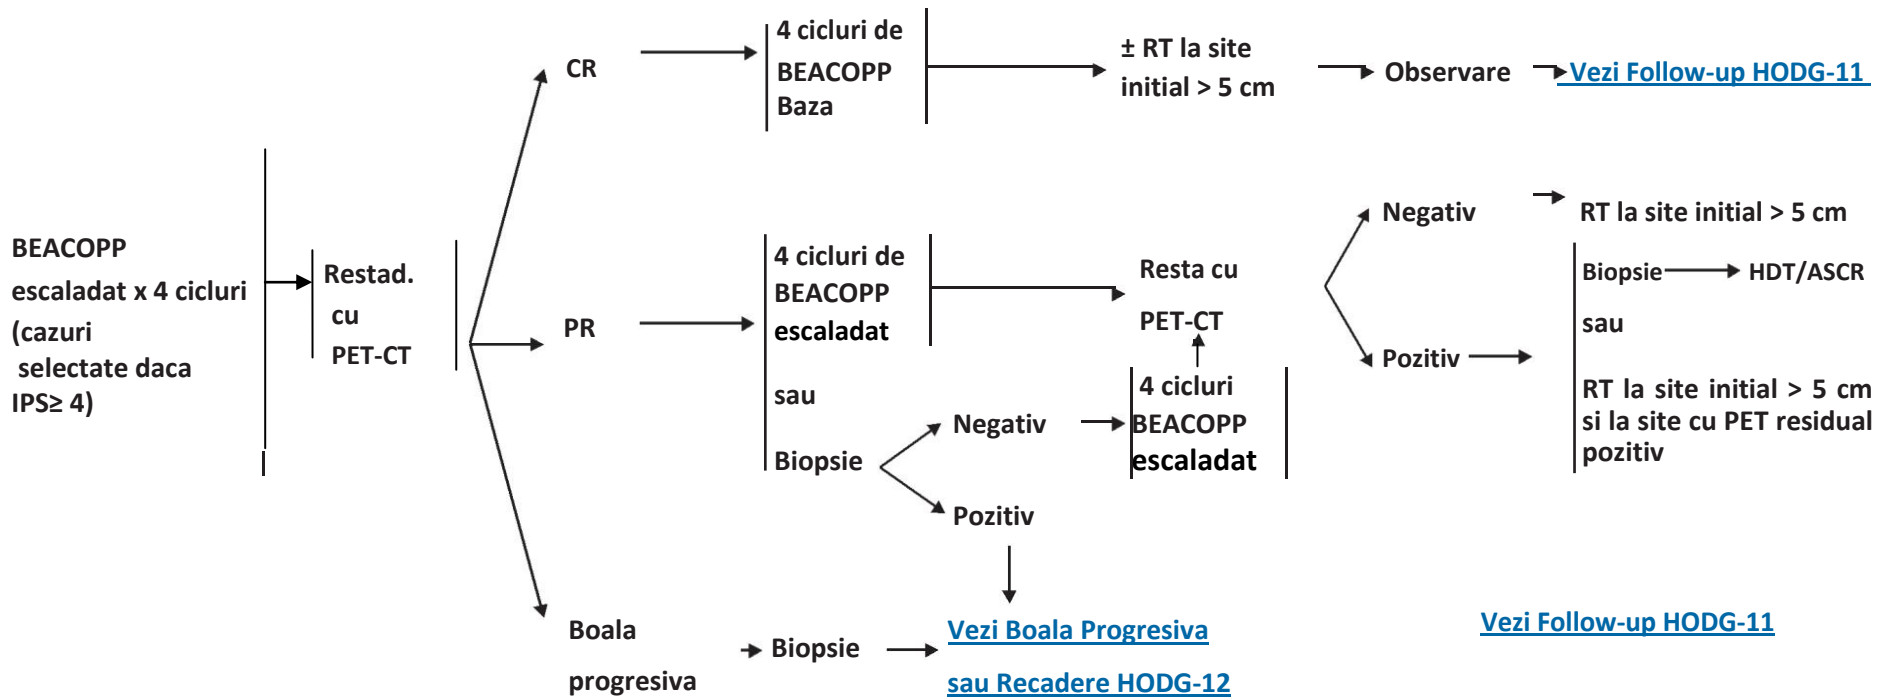 BEACOPP
escaladat x 4 cicluri
(cazuri
selectate daca
IPS≥ 4)
Restad.
cu
PET-CT
CR
4 cicluri de
BEACOPP
Baza
± RT la site
initial > 5 cm
Observare
Vezi Follow-up HODG-11
PR
4 cicluri de
BEACOPP
escaladat
sau
Biopsie
Negativ
4 cicluri
BEACOPP
escaladat
Pozitiv
Resta cu
PET-CT
Negativ
RT la site initial > 5 cm
Pozitiv
Biopsie
HDT/ASCR
sau
RT la site initial > 5 cm
si la site cu PET residual
pozitiv
Boala
progresiva
Biopsie
Vezi Boala Progresiva
sau Recadere HODG-12
Vezi Follow-up HODG-11